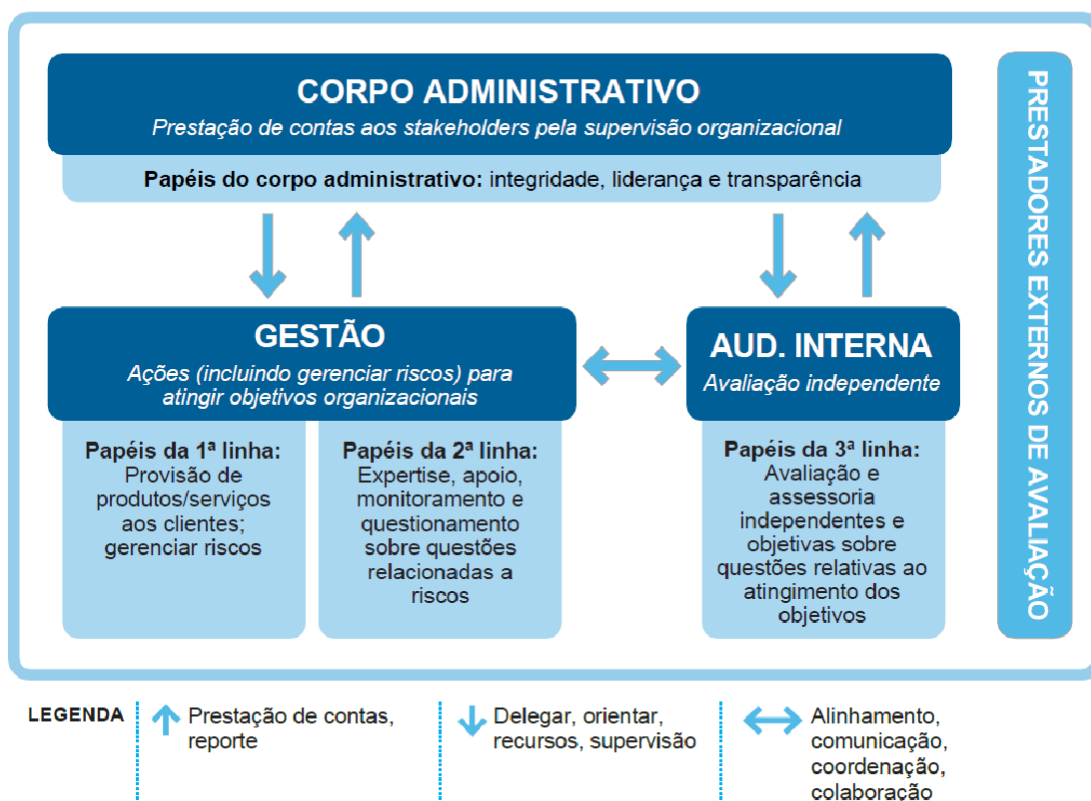 CORPO ADMINISTRATIVO
Prestação de contas aos stakeholders pela supervisão organizacional
Papéis do corpo administrativo: integridade, liderança e transparência
GESTÃO
Ações (incluindo gerenciar riscos) para
atingir objetivos organizacionais
Papéis da 1ª linha:
Provisão de
produtos/serviços
aos clientes;
gerenciar riscos
Papéis da 2ª linha:
Expertise, apoio,
monitoramento e
questionamento
sobre questões
relacionadas a
riscos
AUD. INTERNA
Avaliação independente
Papéis da 3ª linha:
Avaliação e
assessoria
independentes e
objetivas sobre
questões relativas ao
atingimento dos
objetivos
PRESTADORES EXTERNOS DE AVALIAÇÃO
LEGENDA
Prestação de contas,
reporte
Delegar, orientar,
recursos, supervisão
Alinhamento,
comunicação,
coordenação,
colaboração